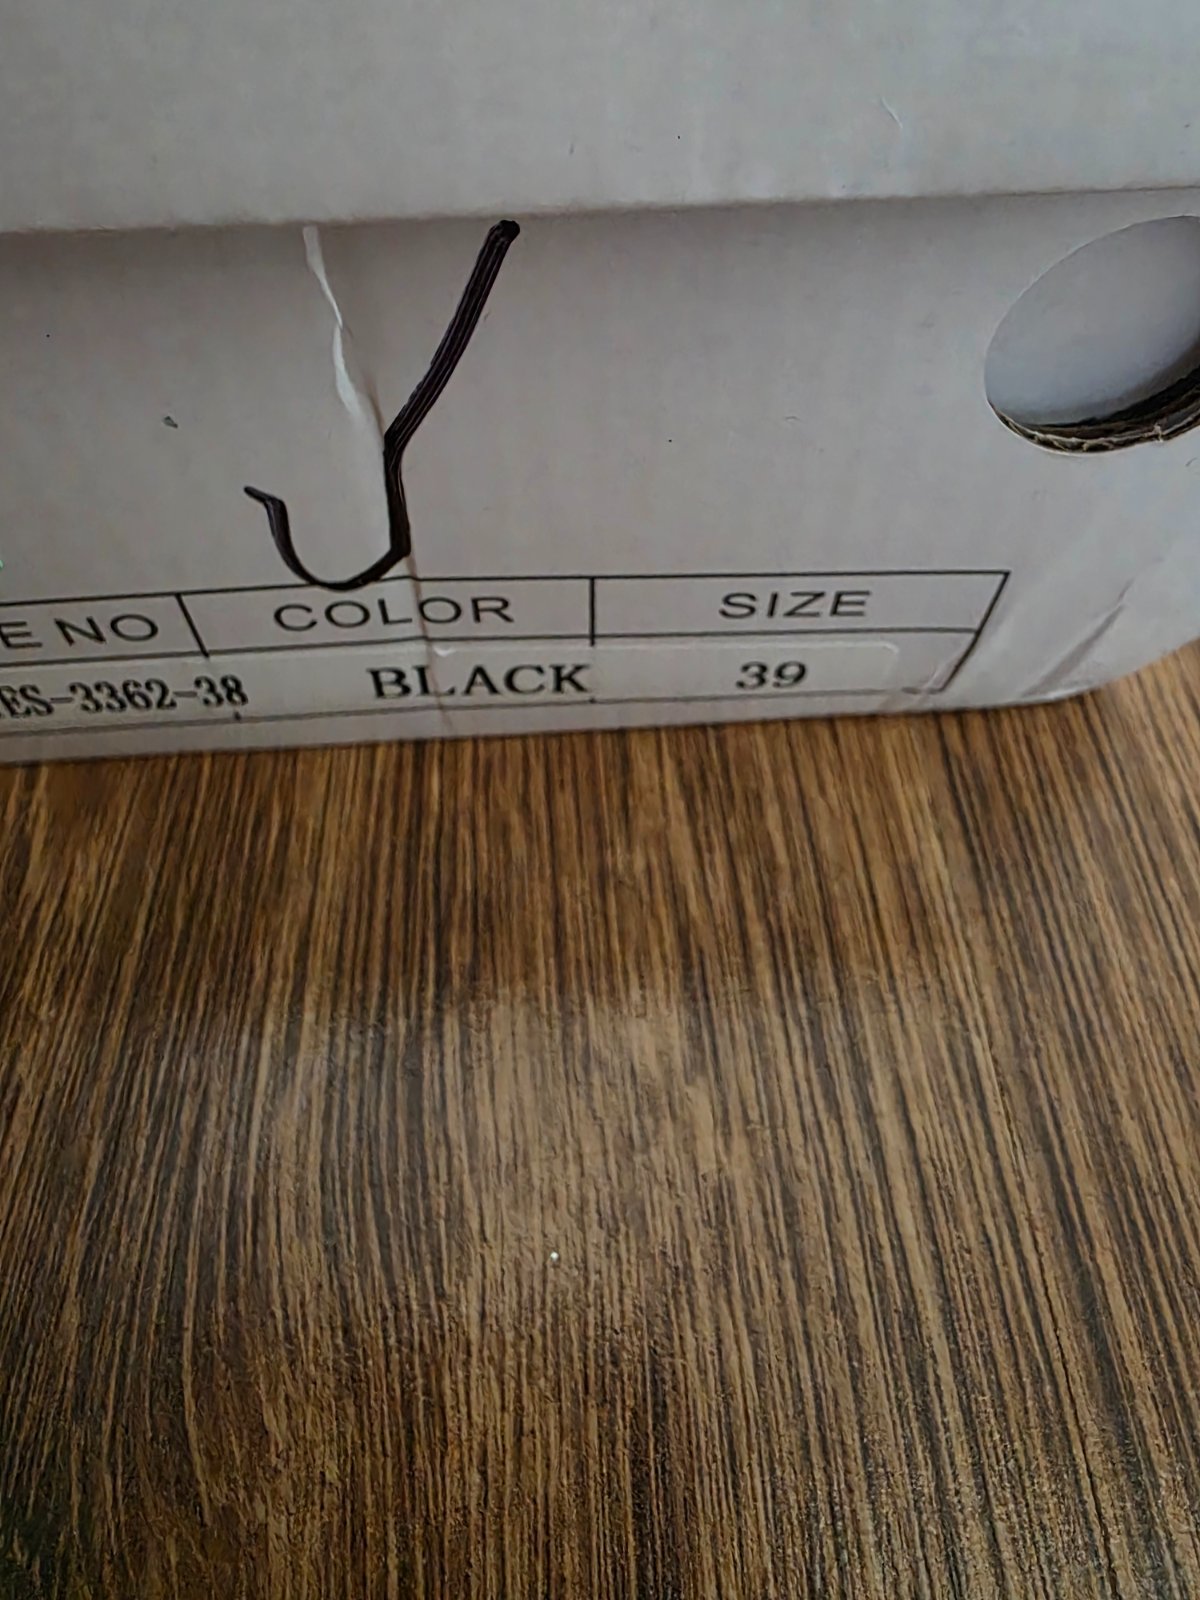 E NO COLOR SIZE
ES-3362-38 BLACK 39